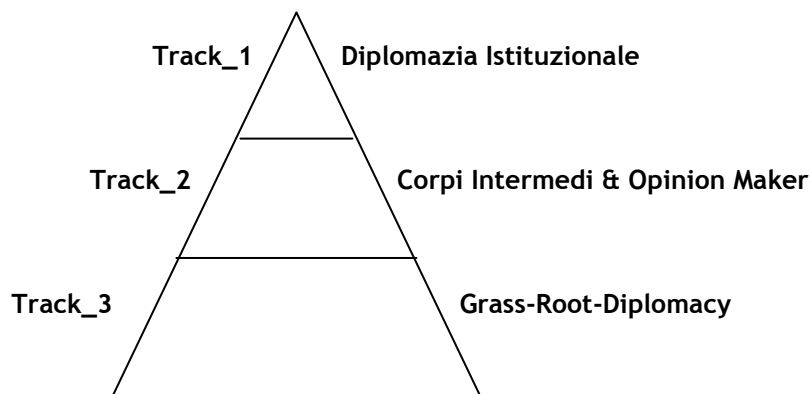 Track_1 Diplomazia Istituzionale
Track_2 Corpi Intermedi & Opinion Maker
Track_3 Grass-Root-Diplomacy